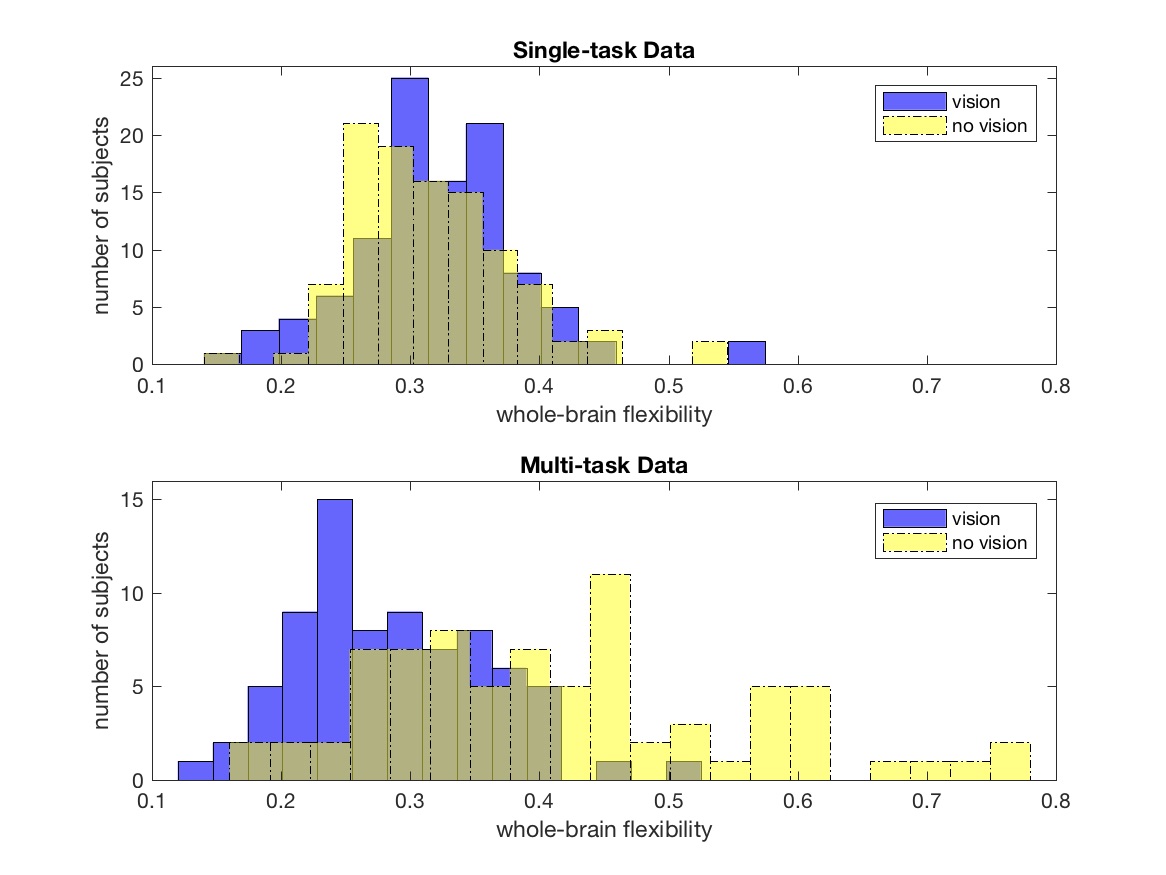 Single-task Data
number of subjects
25
20
15
10
5
0
vision
no vision
0.1 0.2 0.3 0.4 0.5 0.6 0.7 0.8
whole-brain flexibility
Multi-task Data
number of subjects
15
10
5
0
vision
no vision
0.1 0.2 0.3 0.4 0.5 0.6 0.7 0.8
whole-brain flexibility